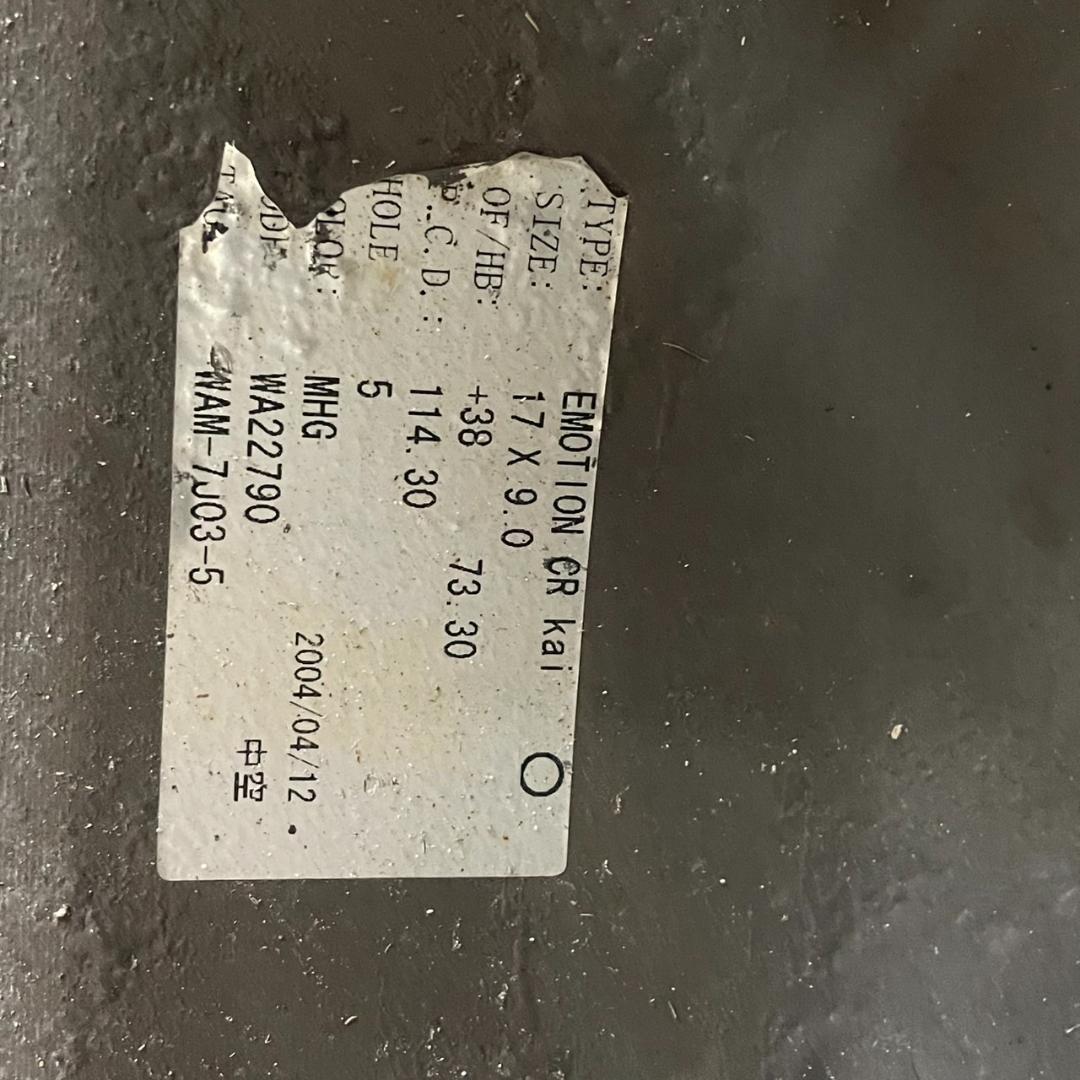 TYPE: EMOTION CR kai
SIZE: 17 X 9.0 O
OF/HB: +38 73.30
P.C.D.: 114.30
HOLE 5
MHG 2004/04/12
WA22790 中空
WAM-7J03-5